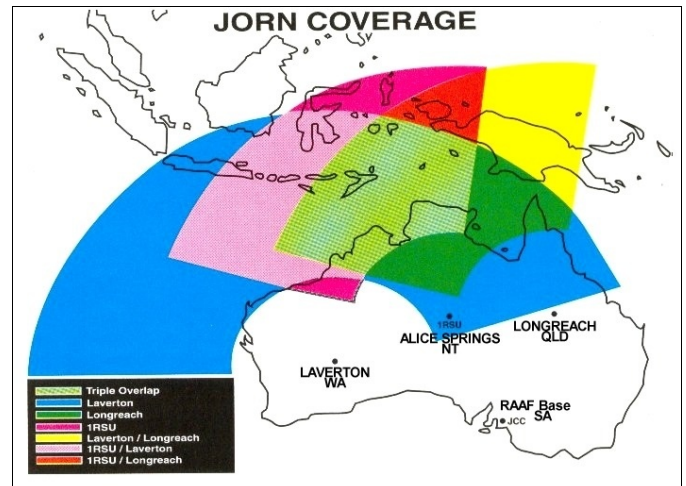 JORN COVERAGE
1RSU
ALICE SPRINGS
NT
LONGREACH
QLD
LAVERTON
WA
RAAF Base
SA
JCC
Triple Overlap
Laverton
Longreach
1RSU
Laverton / Longreach
1RSU / Laverton
1RSU / Longreach